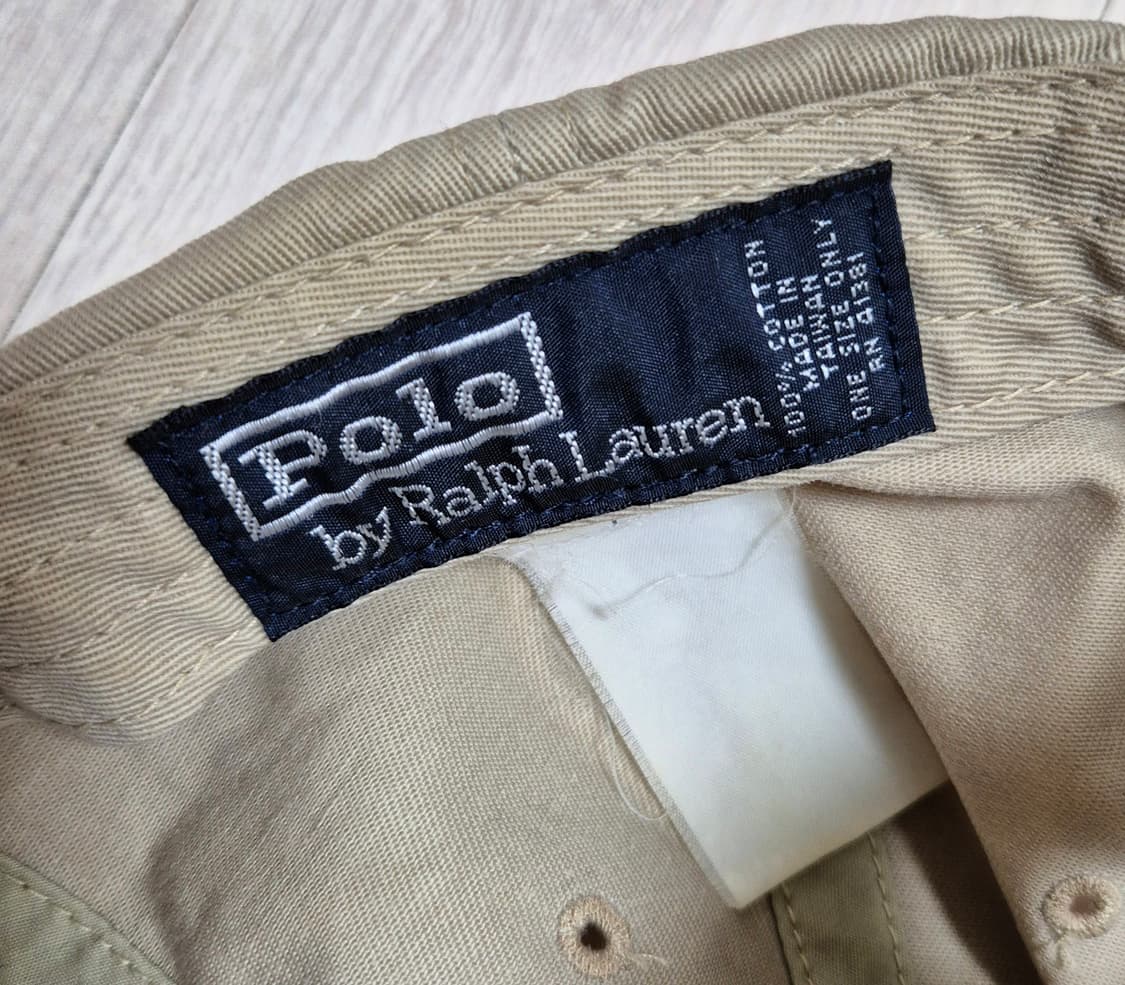 Polo
by Ralph Lauren
100% COTTON
MADE IN
TAIWAN
ONE SIZE ONLY
RN 41381